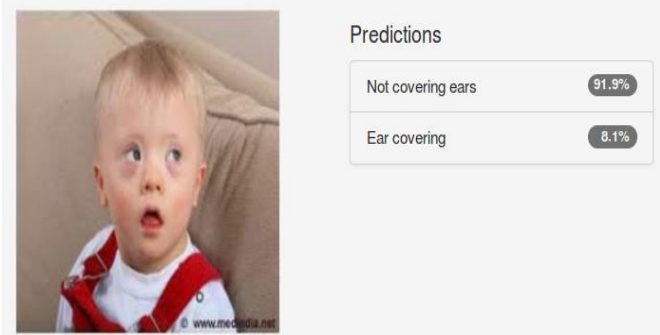 Predictions
Not covering ears 91.9%
Ear covering 8.1%
© www.medindia.net